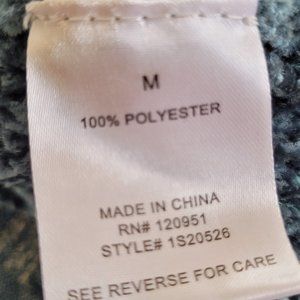 M
100% POLYESTER
MADE IN CHINA
RN# 120951
STYLE# 1S20526
SEE REVERSE FOR CARE